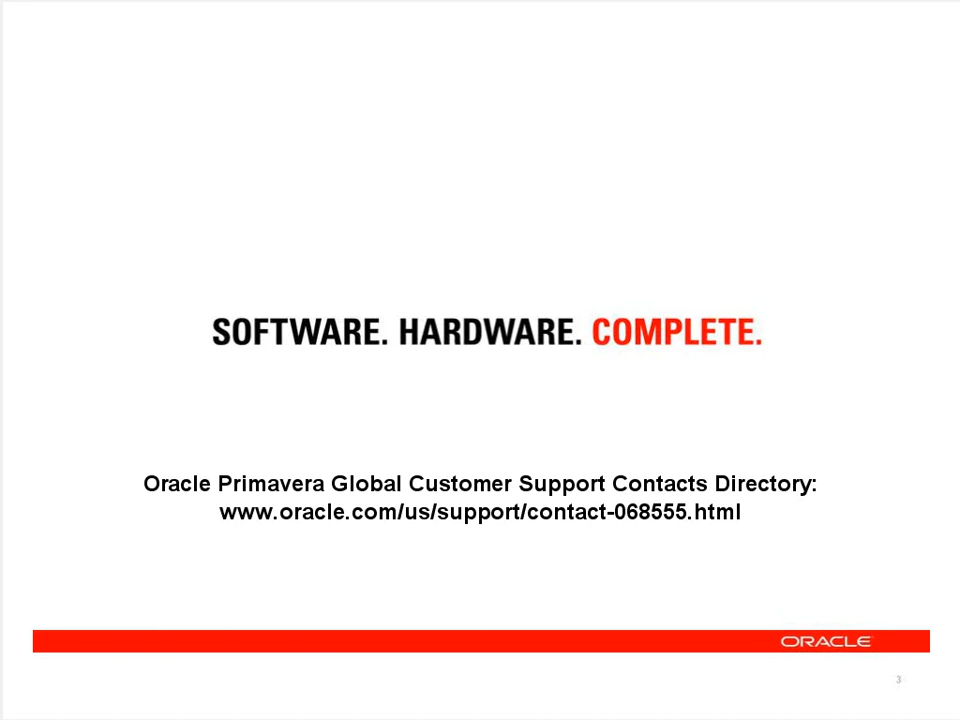 SOFTWARE. HARDWARE. COMPLETE.
Oracle Primavera Global Customer Support Contacts Directory:
www.oracle.com/us/support/contact-068555.html
ORACLE
3